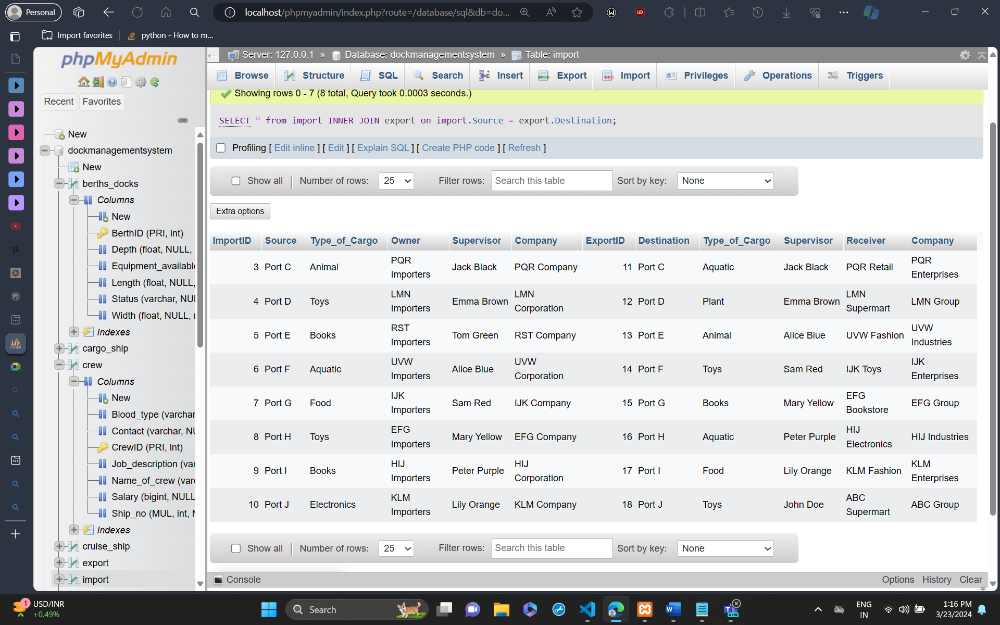 Personal
localhost/phpmyadmin/index.php?route=/database/sql&db=do...
Import favorites
python - How to m...
phpMyAdmin
Recent Favorites
New
dockmanagementsystem
New
berths_docks
Columns
New
BerthID (PRI, int)
Depth (float, NULL,
Equipment_available
Length (float, NULL,
Status (varchar, NUI
Width (float, NULL, r
Indexes
cargo_ship
crew
Columns
New
Blood_type (varchar
Contact (varchar, NU
CrewID (PRI, int)
Job_description (var
Name_of_crew (varc
Salary (bigint, NULL
Ship_no (MUL, int, N
Indexes
cruise_ship
export
import
Server: 127.0.0.1 » Database: dockmanagementsystem » Table: import
Browse Structure SQL Search Insert Export Import Privileges Operations Triggers
Showing rows 0 - 7 (8 total, Query took 0.0003 seconds.)
SELECT * from import INNER JOIN export on import.Source = export.Destination;
Profiling [ Edit inline ] [ Edit ] [ Explain SQL ] [ Create PHP code ] [ Refresh ]
Show all Number of rows: 25 Filter rows: Search this table Sort by key: None
Extra options
ImportID Source Type_of_Cargo Owner Supervisor Company ExportID Destination Type_of_Cargo Supervisor Receiver Company
3 Port C Animal PQR Importers Jack Black PQR Company 11 Port C Aquatic Jack Black PQR Retail PQR Enterprises
4 Port D Toys LMN Importers Emma Brown LMN Corporation 12 Port D Plant Emma Brown LMN Supermart LMN Group
5 Port E Books RST Importers Tom Green RST Company 13 Port E Animal Alice Blue UVW Fashion UVW Industries
6 Port F Aquatic UVW Importers Alice Blue UVW Corporation 14 Port F Toys Sam Red IJK Toys IJK Enterprises
7 Port G Food IJK Importers Sam Red IJK Company 15 Port G Books Mary Yellow EFG Bookstore EFG Group
8 Port H Toys EFG Importers Mary Yellow EFG Company 16 Port H Aquatic Peter Purple HIJ Electronics HIJ Industries
9 Port I Books HIJ Importers Peter Purple HIJ Corporation 17 Port I Food Lily Orange KLM Fashion KLM Enterprises
10 Port J Electronics KLM Importers Lily Orange KLM Company 18 Port J Toys John Doe ABC Supermart ABC Group
Show all Number of rows: 25 Filter rows: Search this table Sort by key: None
Console Options History Clear
1 USD/INR
+0.49%
Search
NEW
ENG
IN
1:16 PM
3/23/2024